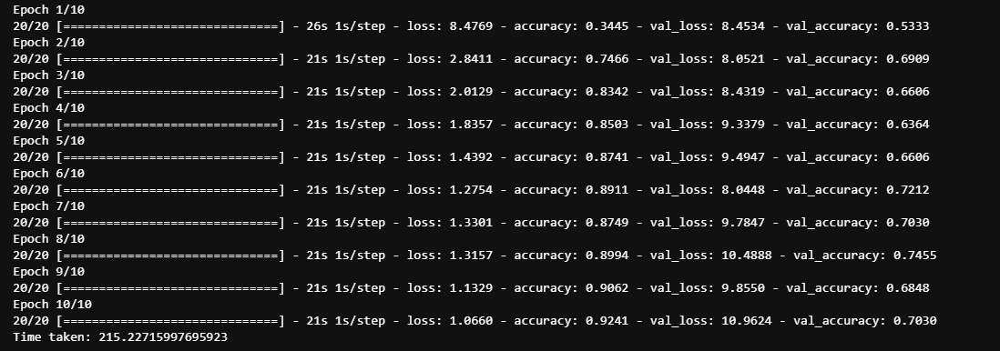 Epoch 1/10
20/20 [==============================] - 26s 1s/step - loss: 8.4769 - accuracy: 0.3445 - val_loss: 8.4534 - val_accuracy: 0.5333
Epoch 2/10
20/20 [==============================] - 21s 1s/step - loss: 2.8411 - accuracy: 0.7466 - val_loss: 8.0521 - val_accuracy: 0.6909
Epoch 3/10
20/20 [==============================] - 21s 1s/step - loss: 2.0129 - accuracy: 0.8342 - val_loss: 8.4319 - val_accuracy: 0.6606
Epoch 4/10
20/20 [==============================] - 21s 1s/step - loss: 1.8357 - accuracy: 0.8503 - val_loss: 9.3379 - val_accuracy: 0.6364
Epoch 5/10
20/20 [==============================] - 21s 1s/step - loss: 1.4392 - accuracy: 0.8741 - val_loss: 9.4947 - val_accuracy: 0.6606
Epoch 6/10
20/20 [==============================] - 21s 1s/step - loss: 1.2754 - accuracy: 0.8911 - val_loss: 8.0448 - val_accuracy: 0.7212
Epoch 7/10
20/20 [==============================] - 21s 1s/step - loss: 1.3301 - accuracy: 0.8749 - val_loss: 9.7847 - val_accuracy: 0.7030
Epoch 8/10
20/20 [==============================] - 21s 1s/step - loss: 1.3157 - accuracy: 0.8994 - val_loss: 10.4888 - val_accuracy: 0.7455
Epoch 9/10
20/20 [==============================] - 21s 1s/step - loss: 1.1329 - accuracy: 0.9062 - val_loss: 9.8550 - val_accuracy: 0.6848
Epoch 10/10
20/20 [==============================] - 21s 1s/step - loss: 1.0660 - accuracy: 0.9241 - val_loss: 10.9624 - val_accuracy: 0.7030
Time taken: 215.22715997695923